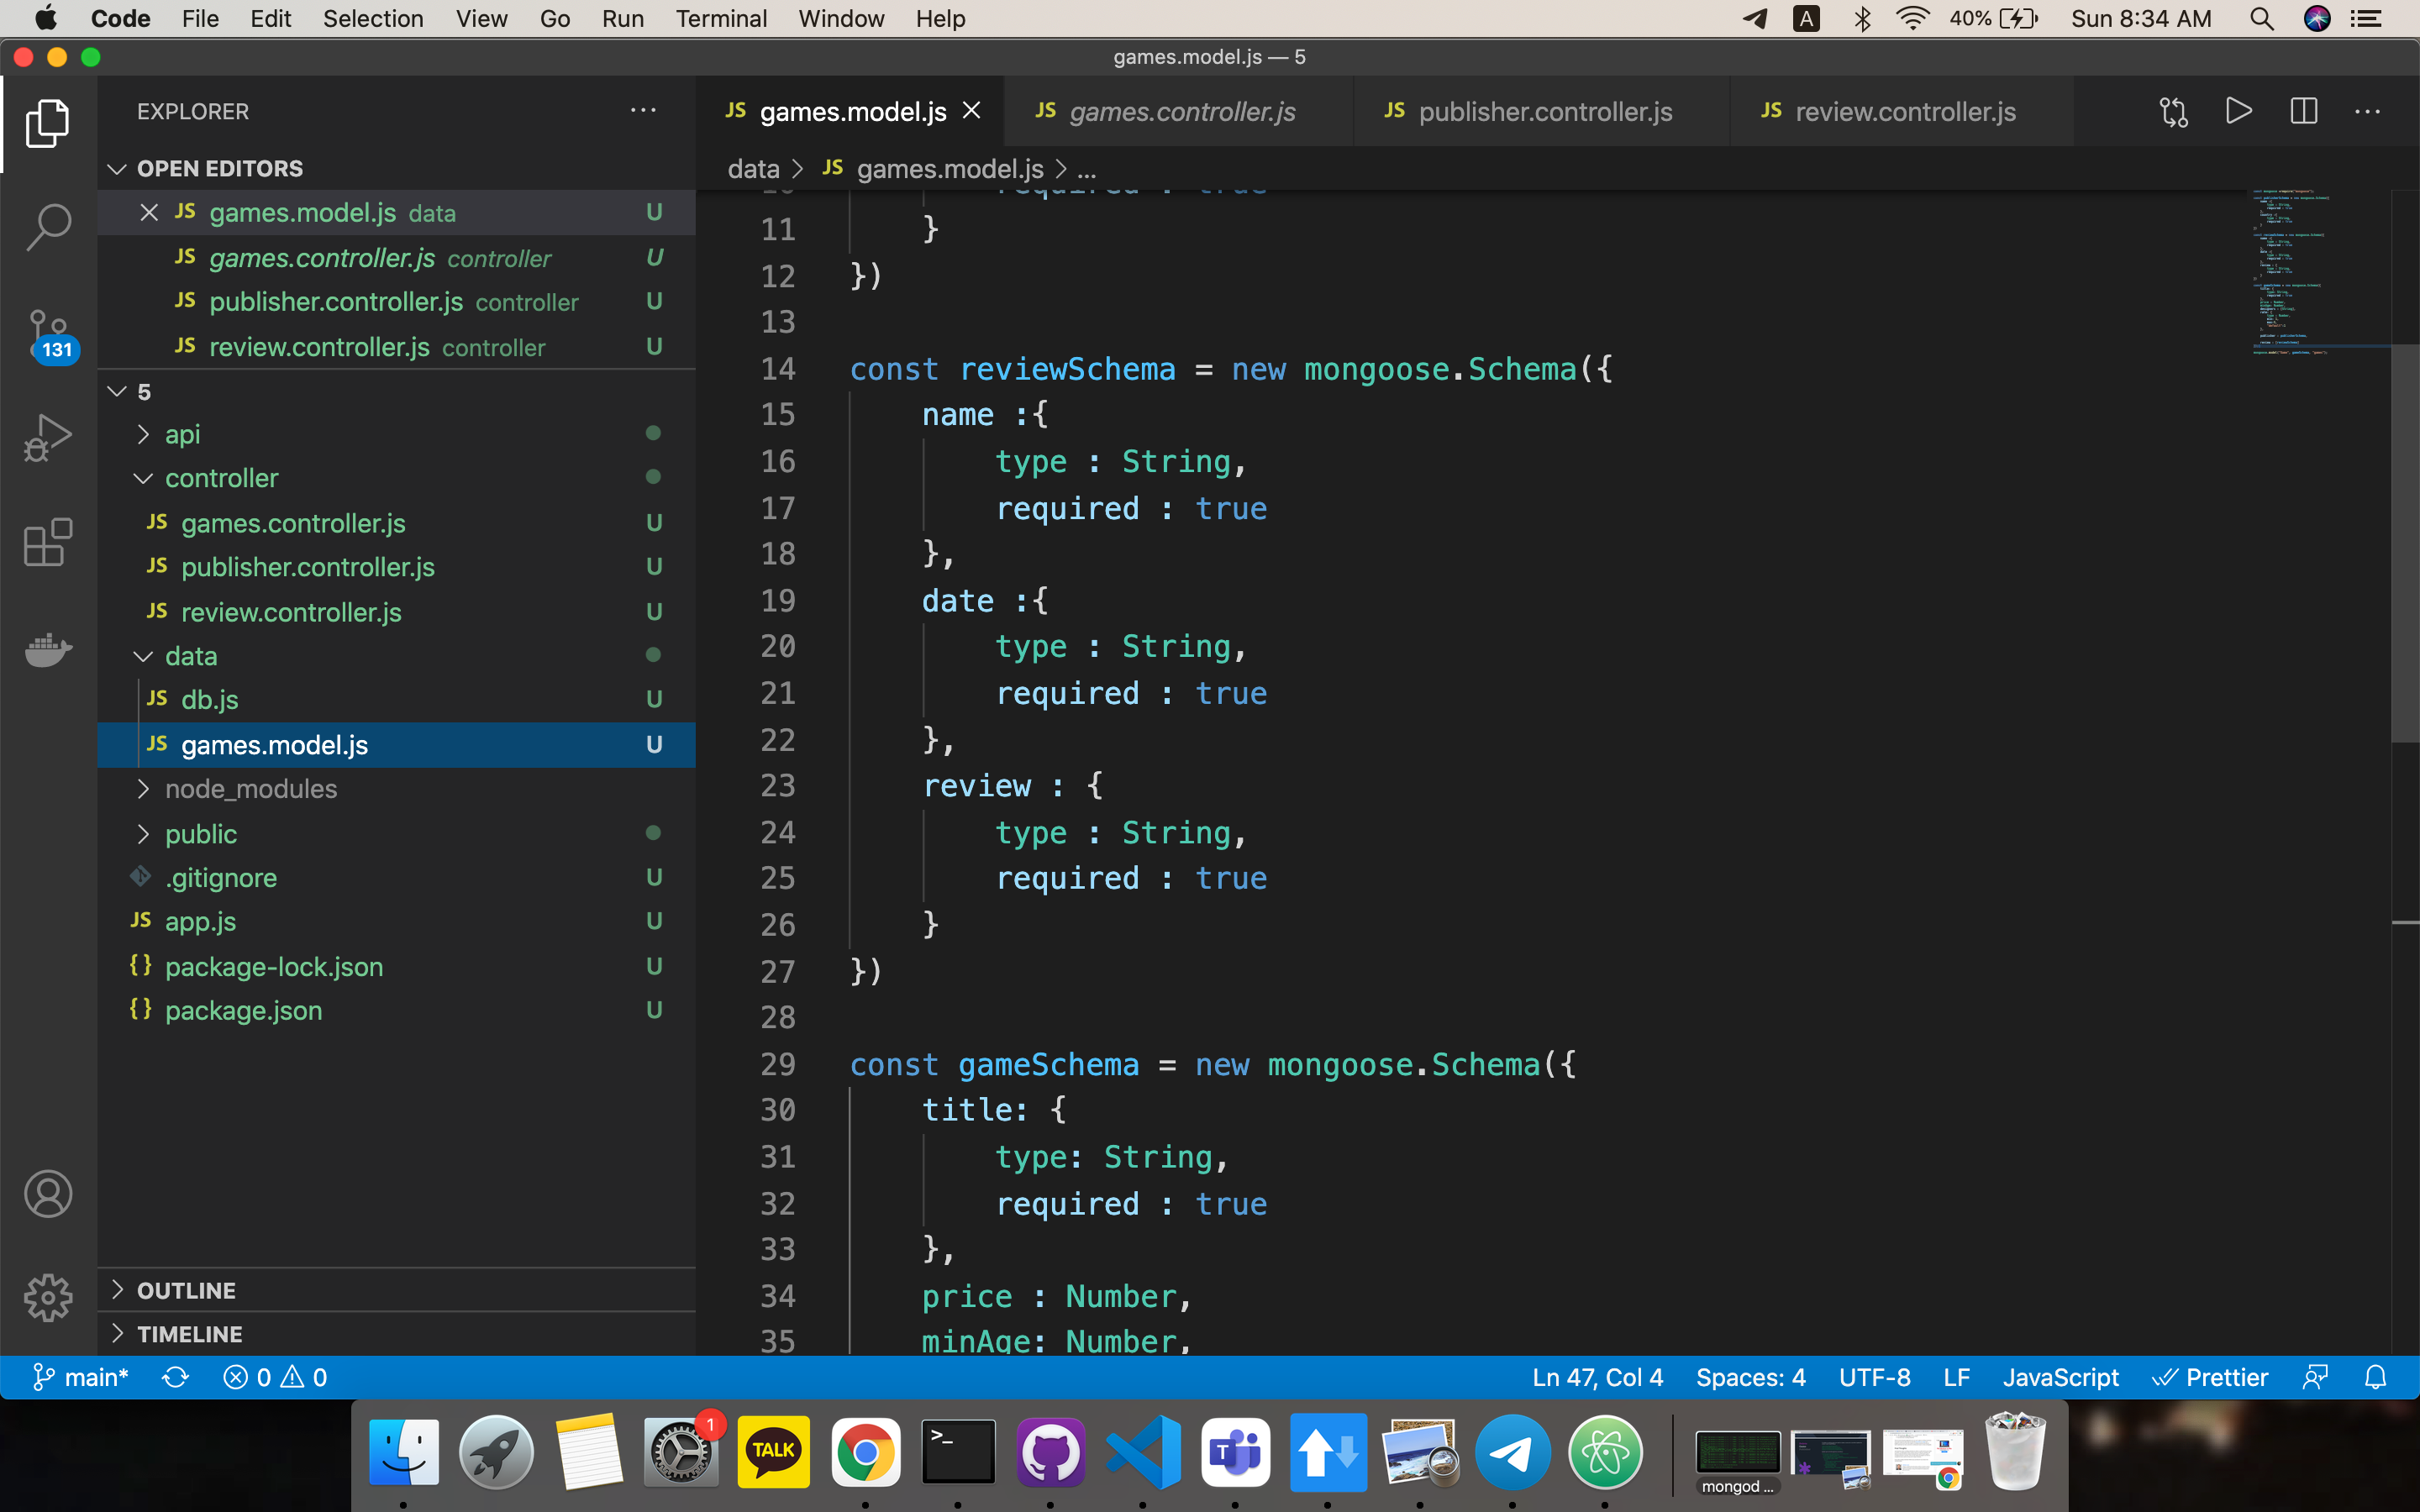 Code File Edit Selection View Go Run Terminal Window Help A 40% Sun 8:34 AM
games.model.js — 5
EXPLORER ...
JS games.model.js JS games.controller.js JS publisher.controller.js JS review.controller.js ...
OPEN EDITORS
data > JS games.model.js > ...
JS games.model.js data U
JS games.controller.js controller U
JS publisher.controller.js controller U
JS review.controller.js controller U
131
5
api
controller
JS games.controller.js U
JS publisher.controller.js U
JS review.controller.js U
data
JS db.js U
JS games.model.js U
node_modules
public
.gitignore U
JS app.js U
{} package-lock.json U
{} package.json U
OUTLINE
TIMELINE
10 required : true
11 }
12 })
13
14 const reviewSchema = new mongoose.Schema({
15 name :{
16 type : String,
17 required : true
18 },
19 date :{
20 type : String,
21 required : true
22 },
23 review : {
24 type : String,
25 required : true
26 }
27 })
28
29 const gameSchema = new mongoose.Schema({
30 title: {
31 type: String,
32 required : true
33 },
34 price : Number,
35 minAge: Number,
main* 0 0 Ln 47, Col 4 Spaces: 4 UTF-8 LF JavaScript Prettier
1
TALK
>_
T
mongod ...